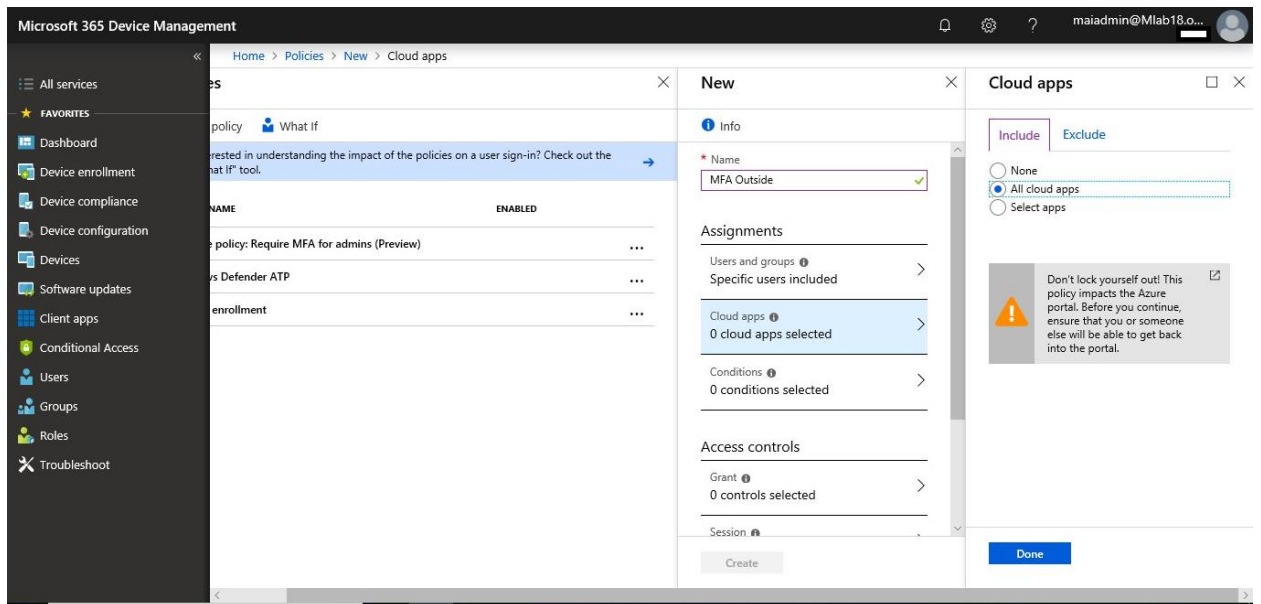 Microsoft 365 Device Management
maiadmin@Mlab18.o...
«
Home > Policies > New > Cloud apps
All services
FAVORITES
Dashboard
Device enrollment
Device compliance
Device configuration
Devices
Software updates
Client apps
Conditional Access
Users
Groups
Roles
Troubleshoot
es
policy What If
erested in understanding the impact of the policies on a user sign-in? Check out the
hat If" tool.
NAME ENABLED
e policy: Require MFA for admins (Preview) ...
vs Defender ATP ...
enrollment ...
New
Info
* Name
MFA Outside
Assignments
Users and groups
Specific users included
Cloud apps
0 cloud apps selected
Conditions
0 conditions selected
Access controls
Grant
0 controls selected
Session
Create
Cloud apps
Include Exclude
None
All cloud apps
Select apps
Don't lock yourself out! This
policy impacts the Azure
portal. Before you continue,
ensure that you or someone
else will be able to get back
into the portal.
Done